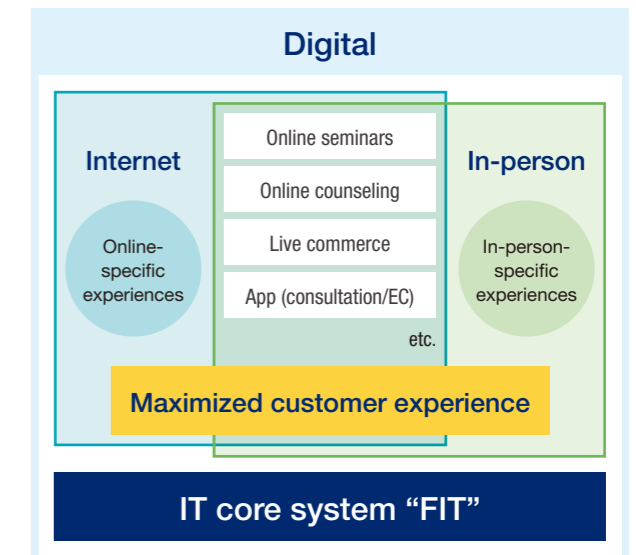 Digital
Internet
Online-
specific
experiences
Online seminars
Online counseling
Live commerce
App (consultation/EC)
etc.
In-person
In-person-
specific
experiences
Maximized customer experience
IT core system “FIT”